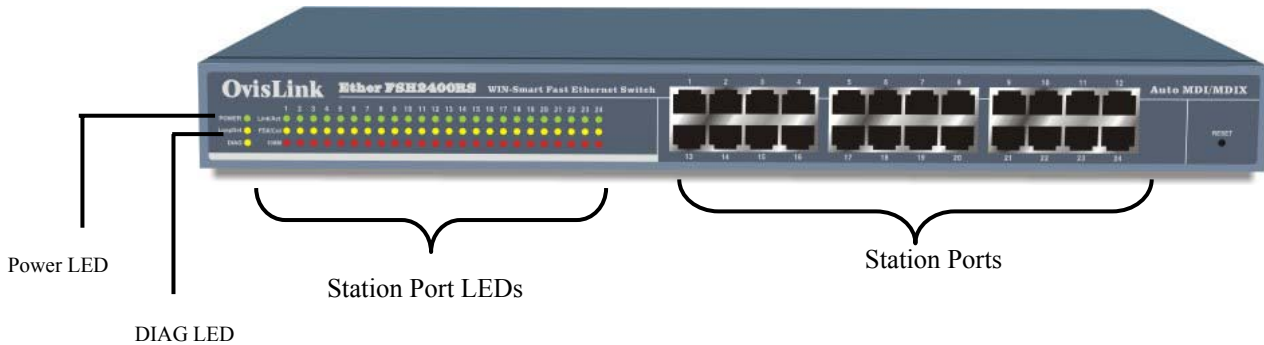 OvisLink Ether FSH2400RS WIN-Smart Fast Ethernet Switch
1 2 3 4 5 6 7 8 9 10 11 12
Auto MDI/MDIX
1 2 3 4 5 6 7 8 9 10 11 12 13 14 15 16 17 18 19 20 21 22 23 24
POWER Link/Act
FDX/Col
DIAG 100M
RESET
13 14 15 16 17 18 19 20 21 22 23 24
Power LED
Station Port LEDs
Station Ports
DIAG LED